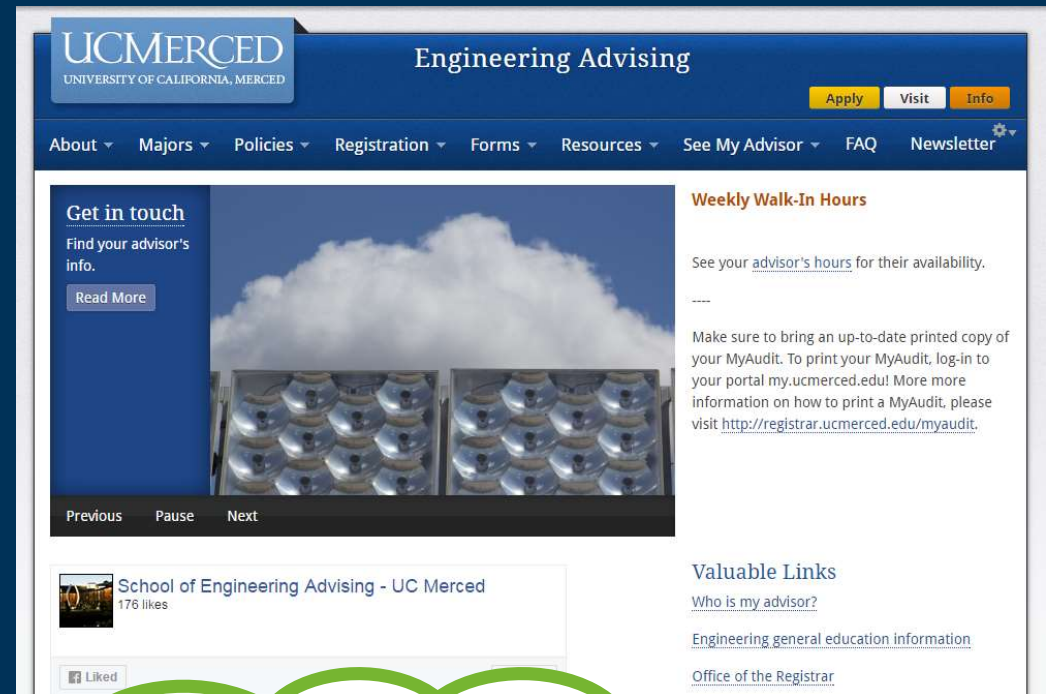 UCMERCED
UNIVERSITY OF CALIFORNIA, MERCED
Engineering Advising
Apply Visit Info
About Majors Policies Registration Forms Resources See My Advisor FAQ Newsletter
Get in touch
Find your advisor's
info.
Read More
Previous Pause Next
Weekly Walk-In Hours
See your advisor's hours for their availability.
----
Make sure to bring an up-to-date printed copy of
your MyAudit. To print your MyAudit, log-in to
your portal my.ucmerced.edu! More more
information on how to print a MyAudit, please
visit http://registrar.ucmerced.edu/myaudit.
School of Engineering Advising - UC Merced
176 likes
Liked
Valuable Links
Who is my advisor?
Engineering general education information
Office of the Registrar